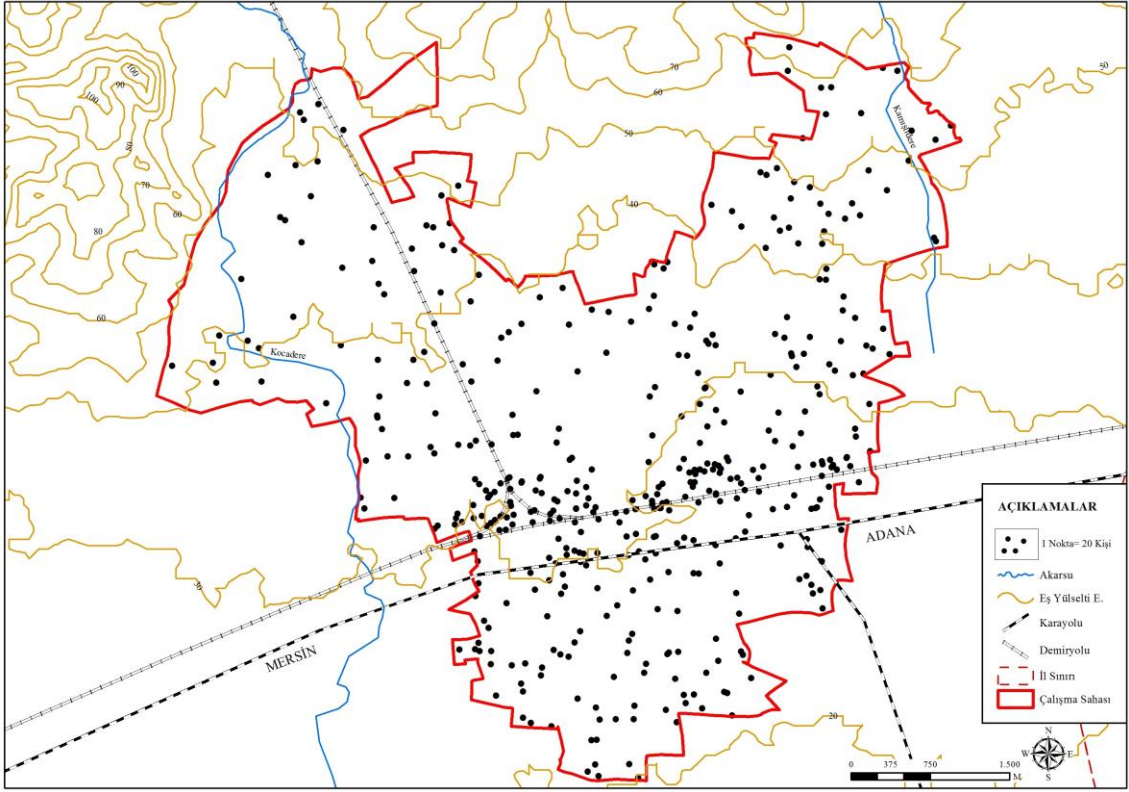 100
90
100
80
70
60
80
60
70
60
50
50
40
Kamışlıdere
Kocadere
30
20
MERSİN
ADANA
AÇIKLAMALAR
1 Nokta= 20 Kişi
Akarsu
Eş Yülselti E.
Karayolu
Demiryolu
İl Sınırı
Çalışma Sahası
N
W E
S
0 375 750 1.500
M